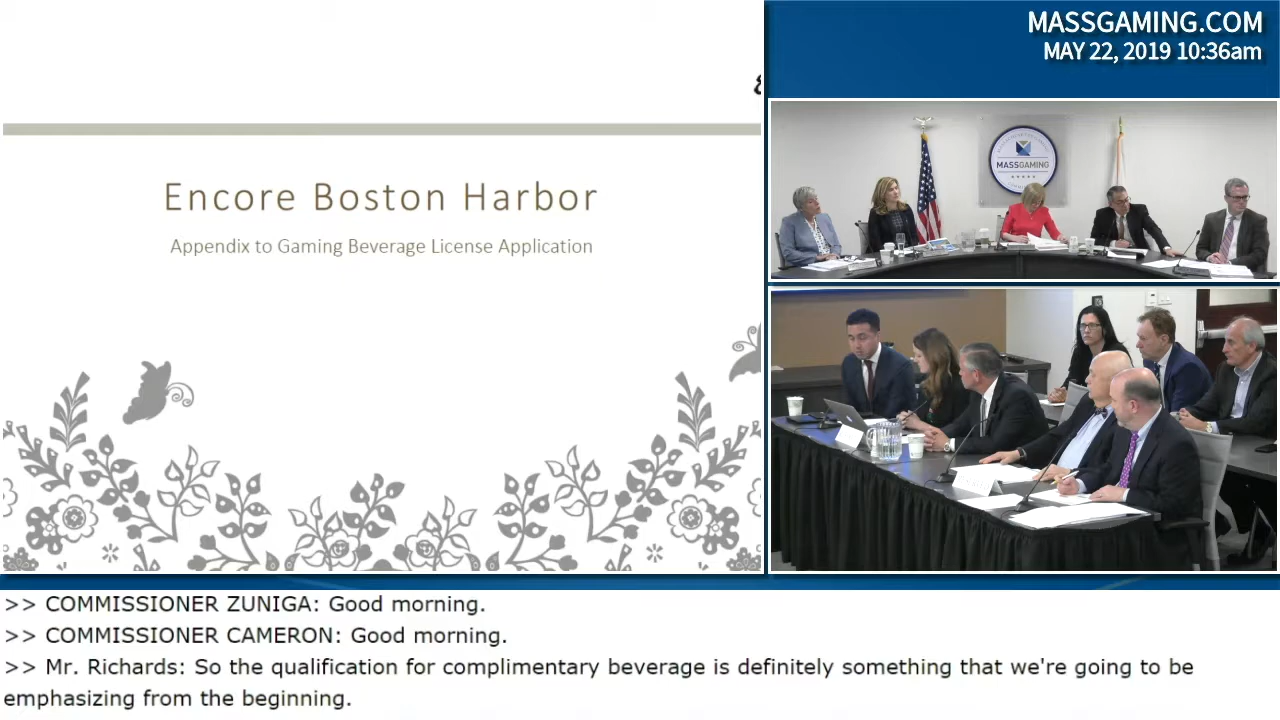 MASSGAMING.COM
MAY 22, 2019 10:36am
Encore Boston Harbor
Appendix to Gaming Beverage License Application
MASSGAMING
>> COMMISSIONER ZUNIGA: Good morning.
>> COMMISSIONER CAMERON: Good morning.
>> Mr. Richards: So the qualification for complimentary beverage is definitely something that we're going to be
emphasizing from the beginning.